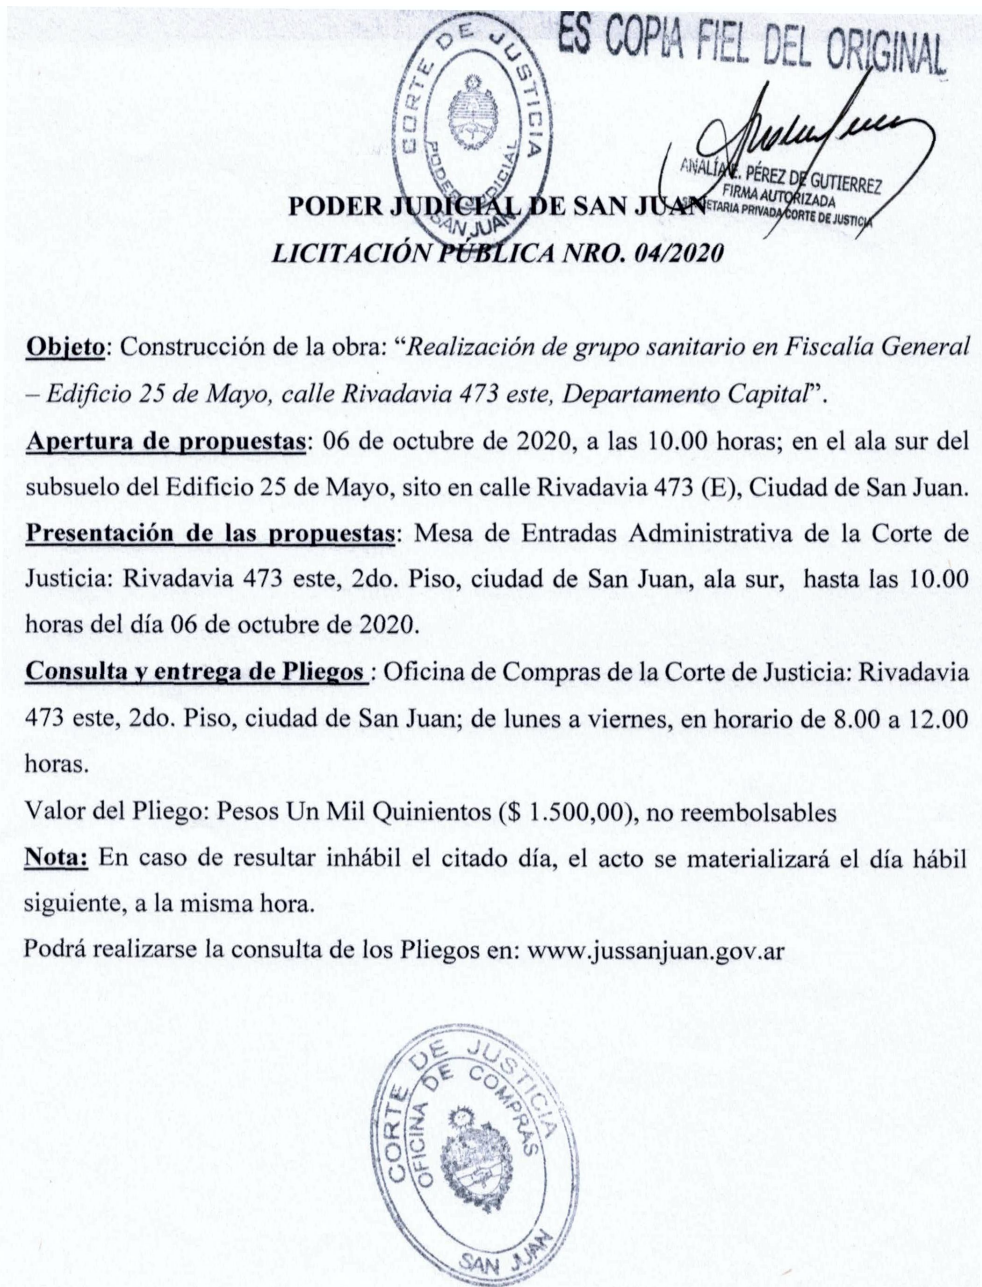 ES COPIA FIEL DEL ORIGINAL
CORTE DE JUSTICIA
PODER JUDICIAL
SAN JUAN
ANALÍA E. PÉREZ DE GUTIERREZ
FIRMA AUTORIZADA
PRIVADA CORTE DE JUSTICIA
PODER JUDICIAL DE SAN JUAN
LICITACIÓN PÚBLICA NRO. 04/2020
Objeto: Construcción de la obra: “Realización de grupo sanitario en Fiscalía General
– Edificio 25 de Mayo, calle Rivadavia 473 este, Departamento Capital”.
Apertura de propuestas: 06 de octubre de 2020, a las 10.00 horas; en el ala sur del
subsuelo del Edificio 25 de Mayo, sito en calle Rivadavia 473 (E), Ciudad de San Juan.
Presentación de las propuestas: Mesa de Entradas Administrativa de la Corte de
Justicia: Rivadavia 473 este, 2do. Piso, ciudad de San Juan, ala sur, hasta las 10.00
horas del día 06 de octubre de 2020.
Consulta y entrega de Pliegos : Oficina de Compras de la Corte de Justicia: Rivadavia
473 este, 2do. Piso, ciudad de San Juan; de lunes a viernes, en horario de 8.00 a 12.00
horas.
Valor del Pliego: Pesos Un Mil Quinientos ($ 1.500,00), no reembolsables
Nota: En caso de resultar inhábil el citado día, el acto se materializará el día hábil
siguiente, a la misma hora.
Podrá realizarse la consulta de los Pliegos en: www.jussanjuan.gov.ar
CORTE DE JUSTICIA
OFICINA DE COMPRAS
SAN JUAN